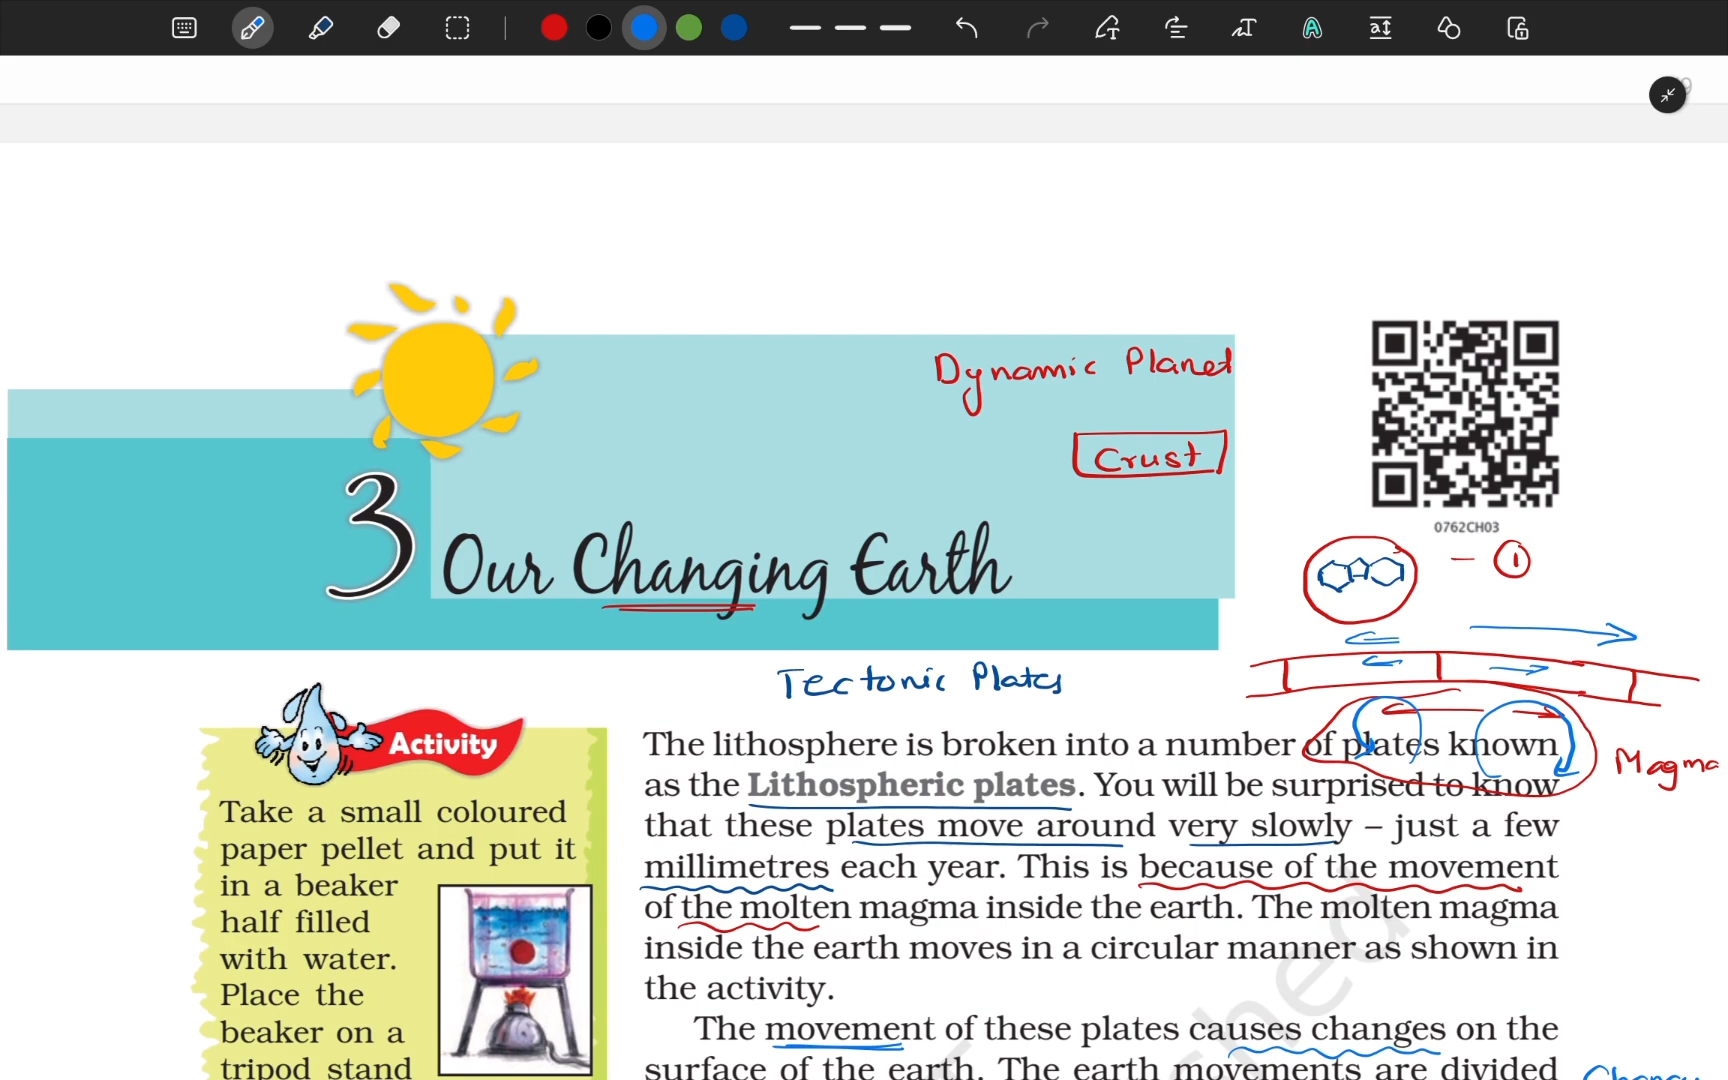 Dynamic Planet
Crust
0762CH03
3 Our Changing Earth
- 1
Tectonic Plates
Magma
Activity
Take a small coloured
paper pellet and put it
in a beaker
half filled
with water.
Place the
beaker on a
tripod stand
The lithosphere is broken into a number of plates known
as the Lithospheric plates. You will be surprised to know
that these plates move around very slowly – just a few
millimetres each year. This is because of the movement
of the molten magma inside the earth. The molten magma
inside the earth moves in a circular manner as shown in
the activity.
The movement of these plates causes changes on the
surface of the earth. The earth movements are divided